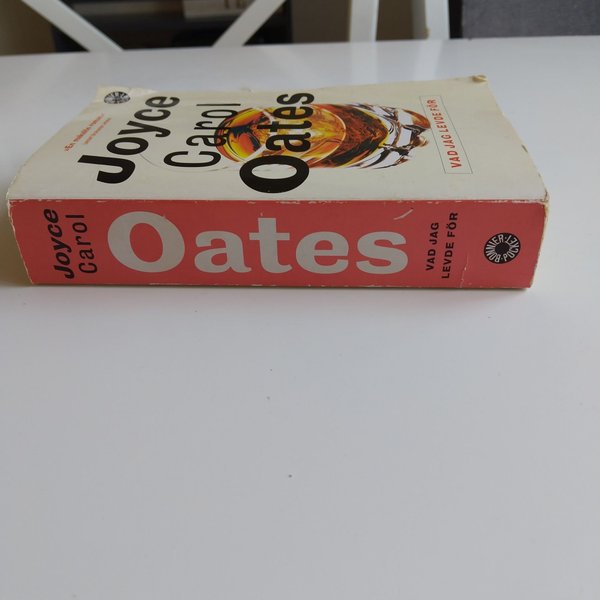 Joyce
Carol
Oates
VAD JAG LEVDE FÖR
Joyce
Carol
Oates
VAD JAG
LEVDE FÖR
BONNIER POCKET